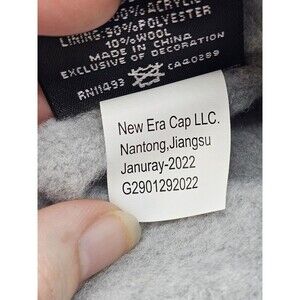 100% ACRYLIC
LINING: 90% POLYESTER
10% WOOL
MADE IN CHINA
EXCLUSIVE OF DECORATION
RN11493 CA40289
New Era Cap LLC.
Nantong,Jiangsu
Januray-2022
G2901292022